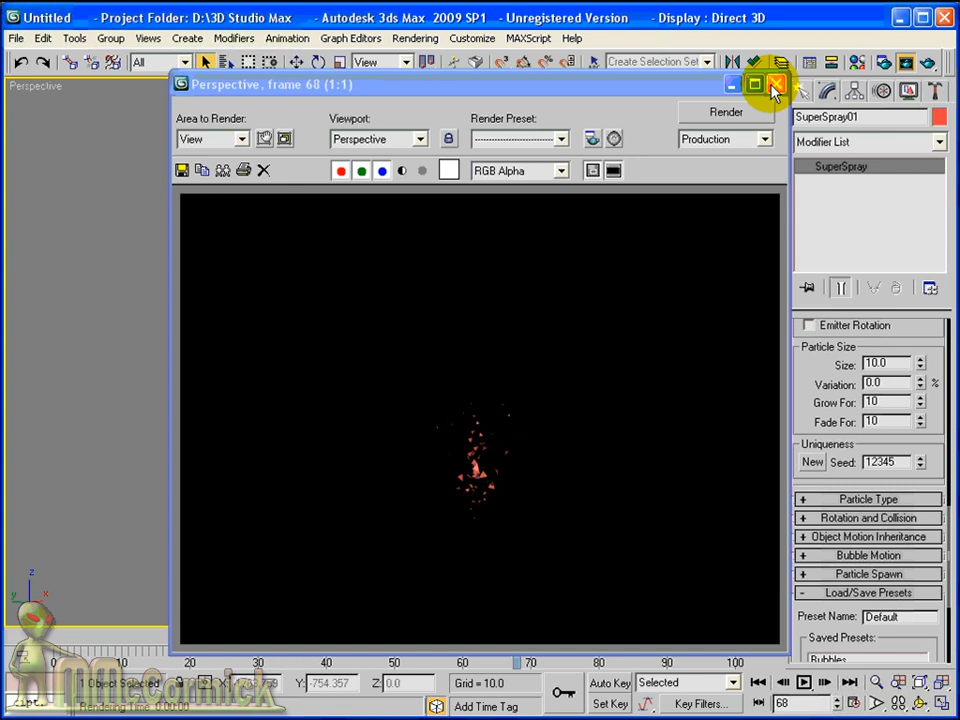 Untitled - Project Folder: D:\3D Studio Max - Autodesk 3ds Max 2009 SP1 - Unregistered Version - Display : Direct 3D
File Edit Tools Group Views Create Modifiers Animation Graph Editors Rendering Customize MAXScript Help
All View Create Selection Set
Perspective
Perspective, frame 68 (1:1)
Render
Area to Render: Viewport: Render Preset:
View Perspective Production
RGB Alpha
SuperSpray01
Modifier List
SuperSpray
Emitter Rotation
Particle Size
Size: 10.0
Variation: 0.0 %
Grow For: 10
Fade For: 10
Uniqueness
New Seed: 12345
+ Particle Type
+ Rotation and Collision
+ Object Motion Inheritance
+ Bubble Motion
+ Particle Spawn
- Load/Save Presets
Preset Name: Default
Saved Presets:
Bubbles
z
y x
0 10 20 30 40 50 60 70 80 90 100
1 Object Selected Y: -754.357 Z: 0.0 Grid = 10.0 Auto Key Selected
Rendering Time 0:00:00 Add Time Tag Set Key Key Filters... 68
MMcCormick